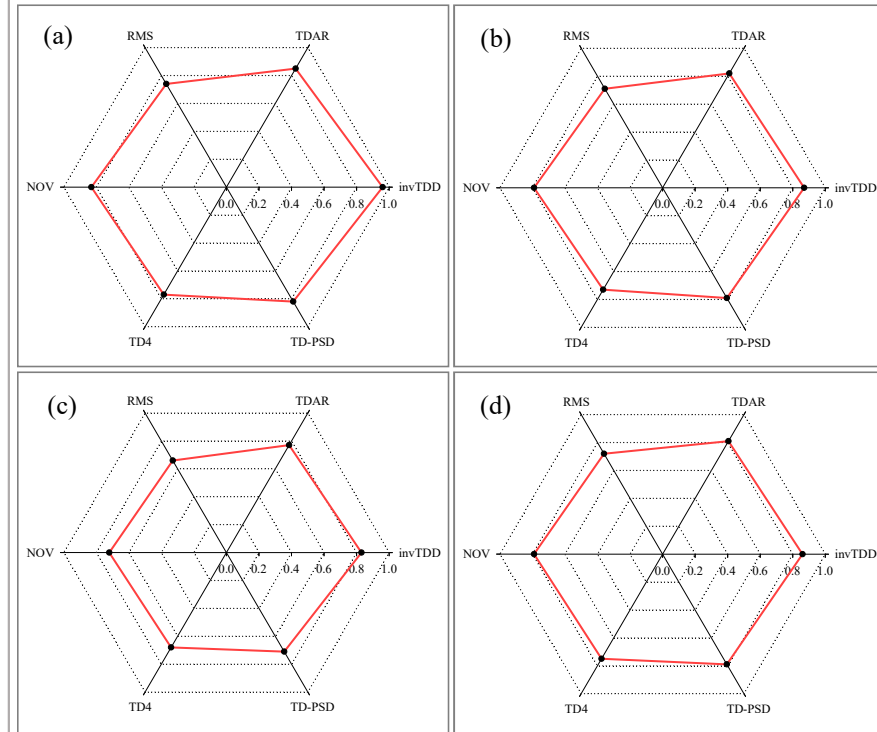 (a)
RMS
TDAR
NOV
invTDD
0.0 0.2 0.4 0.6 0.8 1.0
TD4
TD-PSD
(b)
RMS
TDAR
NOV
invTDD
0.0 0.2 0.4 0.6 0.8 1.0
TD4
TD-PSD
(c)
RMS
TDAR
NOV
invTDD
0.0 0.2 0.4 0.6 0.8 1.0
TD4
TD-PSD
(d)
RMS
TDAR
NOV
invTDD
0.0 0.2 0.4 0.6 0.8 1.0
TD4
TD-PSD